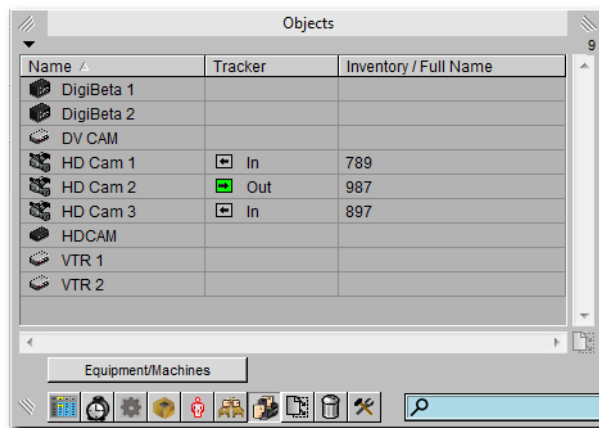 Objects
9
Name Tracker Inventory / Full Name
DigiBeta 1
DigiBeta 2
DV CAM
HD Cam 1 In 789
HD Cam 2 Out 987
HD Cam 3 In 897
HDCAM
VTR 1
VTR 2
Equipment/Machines